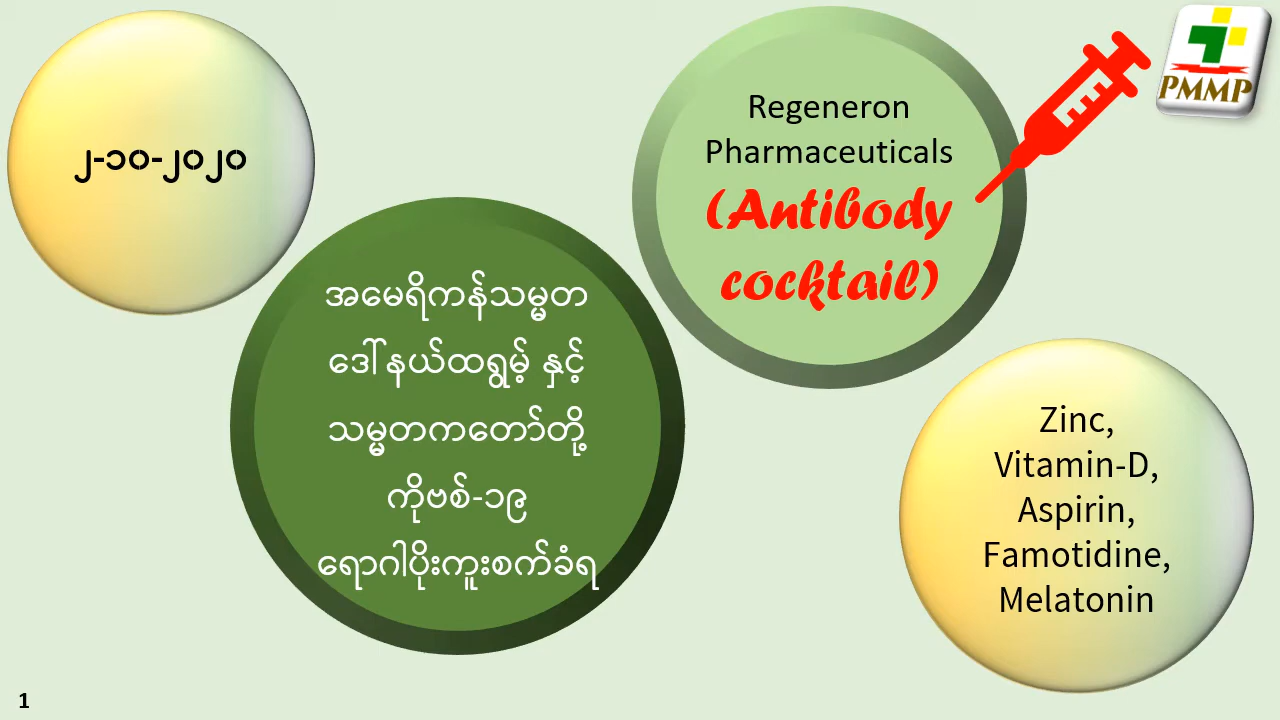 ၂-၁၀-၂၀၂၀
အမေရိကန်သမ္မတ
ဒေါ်နယ်ထရွမ့် နှင့်
သမ္မတကတော်တို့
ကိုဗစ်-၁၉
ရောဂါပိုးကူးစက်ခံရ
Regeneron
Pharmaceuticals
(Antibody
cocktail)
PMMP
Zinc,
Vitamin-D,
Aspirin,
Famotidine,
Melatonin
1